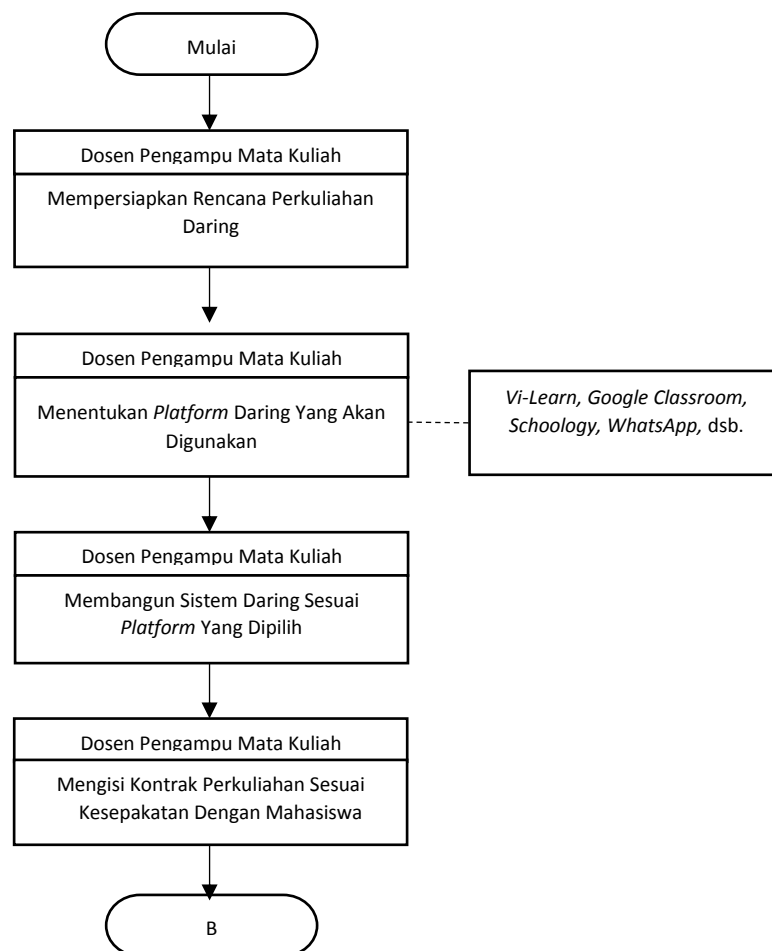 Mulai
Dosen Pengampu Mata Kuliah
Mempersiapkan Rencana Perkuliahan
Daring
Dosen Pengampu Mata Kuliah
Menentukan Platform Daring Yang Akan
Digunakan
Vi-Learn, Google Classroom,
Schoology, WhatsApp, dsb.
Dosen Pengampu Mata Kuliah
Membangun Sistem Daring Sesuai
Platform Yang Dipilih
Dosen Pengampu Mata Kuliah
Mengisi Kontrak Perkuliahan Sesuai
Kesepakatan Dengan Mahasiswa
B